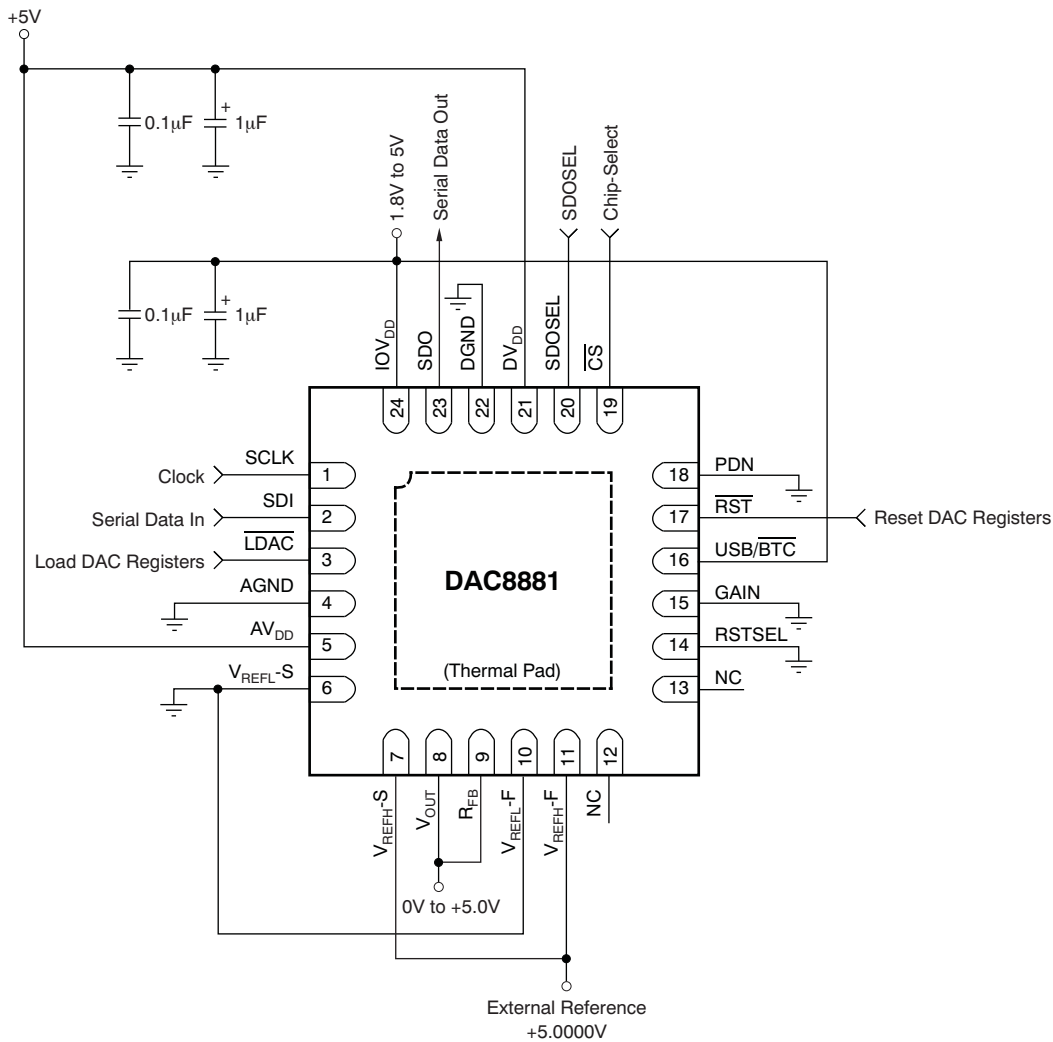 +5V
0.1μF
1μF
1.8V to 5V
Serial Data Out
SDOSEL
Chip-Select
0.1μF
1μF
IOVDD
SDO
DGND
DVDD
SDOSEL
CS
24
23
22
21
20
19
Clock
SCLK
1
18
PDN
Serial Data In
SDI
2
17
RST
Reset DAC Registers
Load DAC Registers
LDAC
3
16
USB/BTC
AGND
4
DAC8881
15
GAIN
AVDD
5
14
RSTSEL
VREFL-S
6
(Thermal Pad)
13
NC
7
8
9
10
11
12
VREFH-S
VOUT
RFB
VREFL-F
VREFH-F
NC
0V to +5.0V
External Reference
+5.0000V